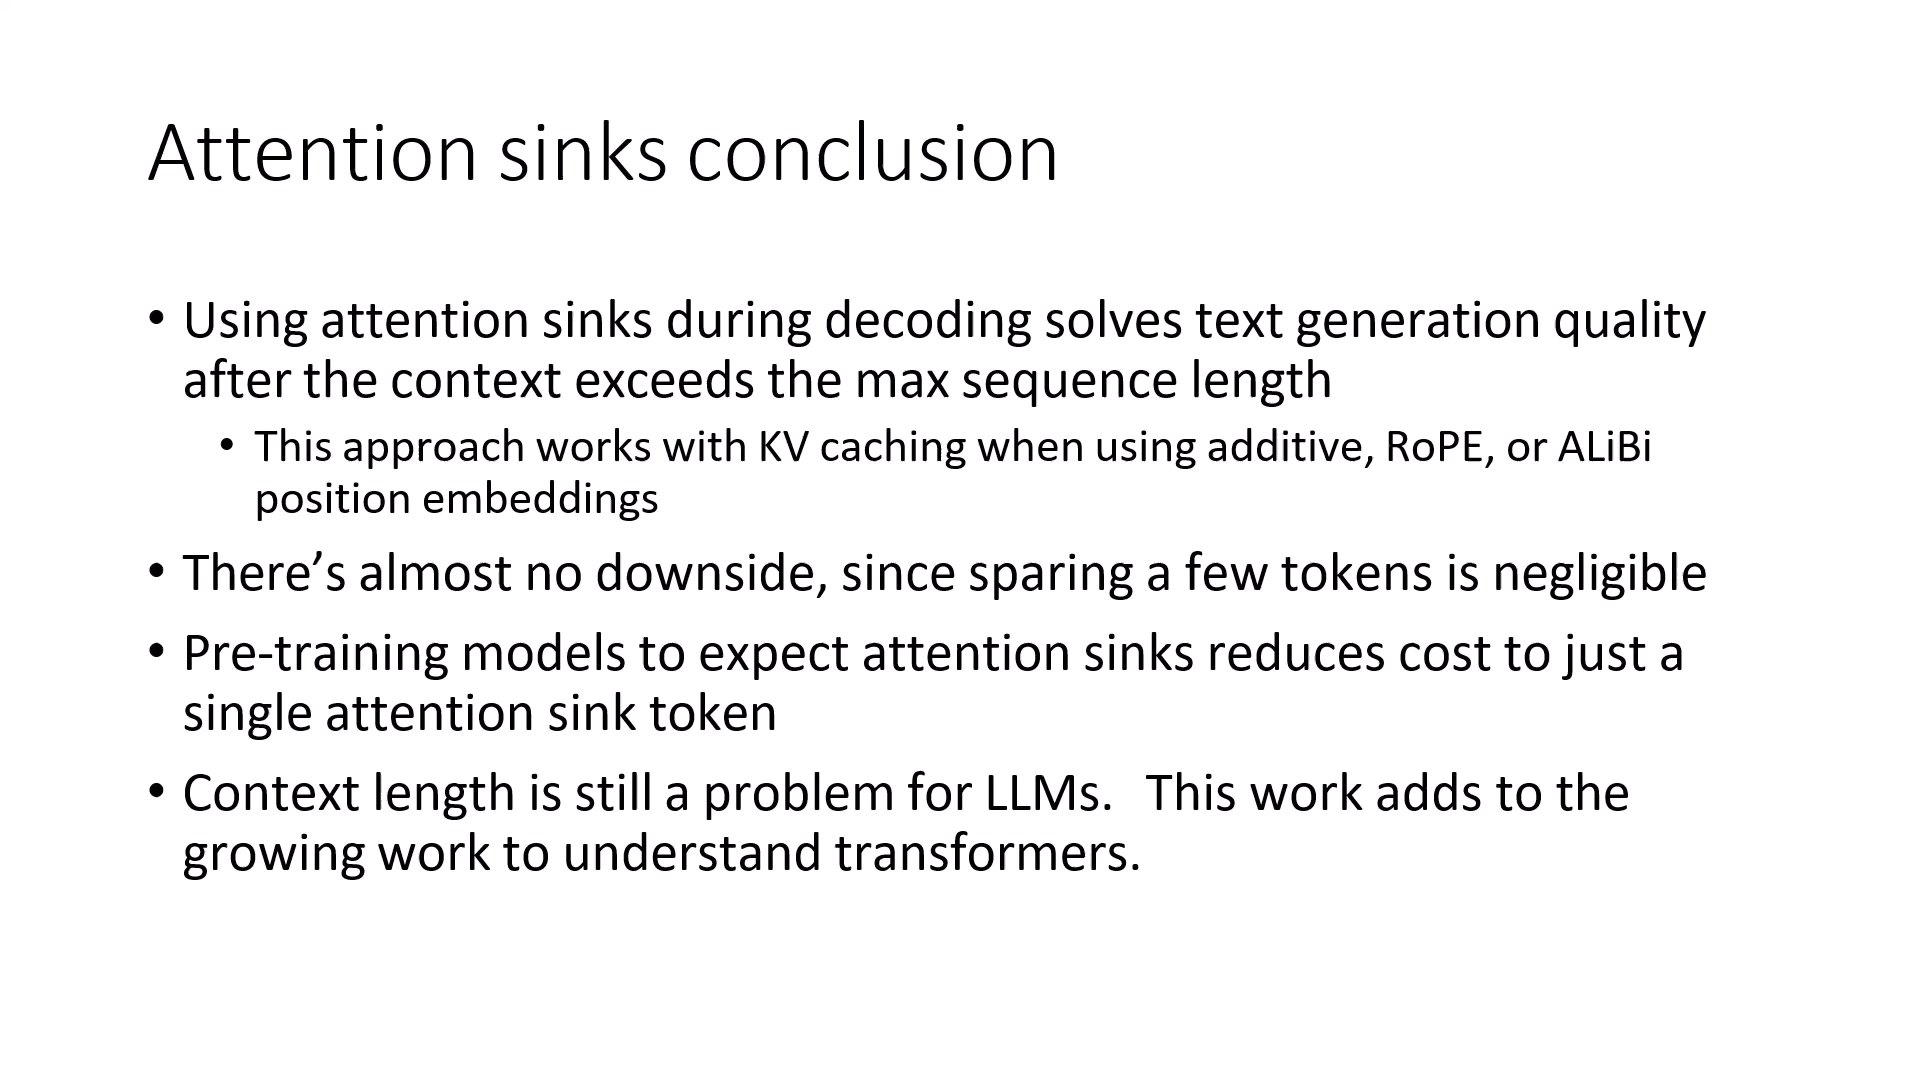 Attention sinks conclusion
• Using attention sinks during decoding solves text generation quality
after the context exceeds the max sequence length
• This approach works with KV caching when using additive, RoPE, or ALiBi
position embeddings
• There’s almost no downside, since sparing a few tokens is negligible
• Pre-training models to expect attention sinks reduces cost to just a
single attention sink token
• Context length is still a problem for LLMs.   This work adds to the
growing work to understand transformers.